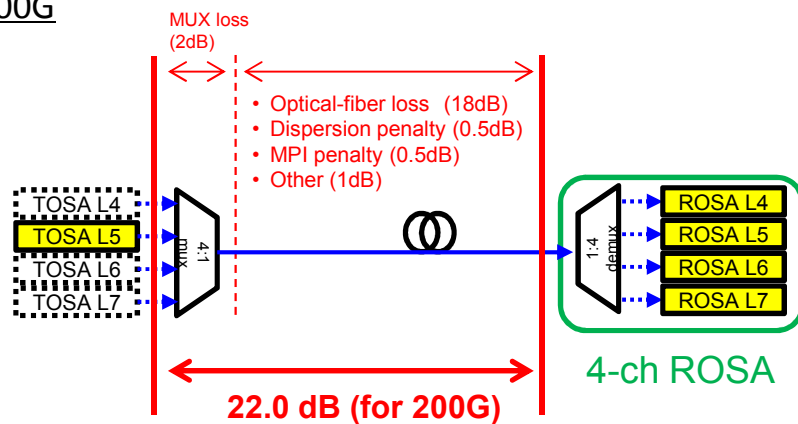 00G
MUX loss
(2dB)
• Optical-fiber loss (18dB)
• Dispersion penalty (0.5dB)
• MPI penalty (0.5dB)
• Other (1dB)
TOSA L4
TOSA L5
TOSA L6
TOSA L7
4:1
mux
1:4
demux
ROSA L4
ROSA L5
ROSA L6
ROSA L7
4-ch ROSA
22.0 dB (for 200G)